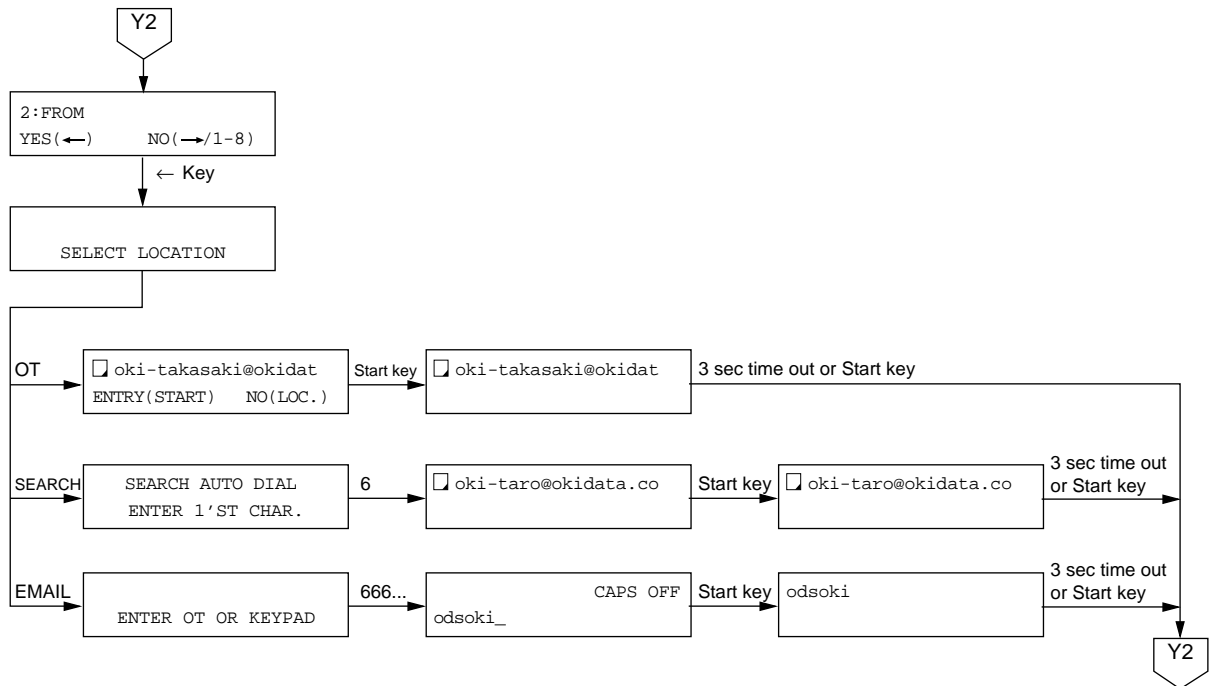 Y2
2:FROM
YES(←) NO(→/1-8)
← Key
SELECT LOCATION
OT
oki-takasaki@okidat
ENTRY(START) NO(LOC.)
Start key
oki-takasaki@okidat
3 sec time out or Start key
SEARCH
SEARCH AUTO DIAL
ENTER 1'ST CHAR.
6
oki-taro@okidata.co
Start key
oki-taro@okidata.co
3 sec time out
or Start key
EMAIL
ENTER OT OR KEYPAD
666...
CAPS OFF
odsoki_
Start key
odsoki
3 sec time out
or Start key
Y2